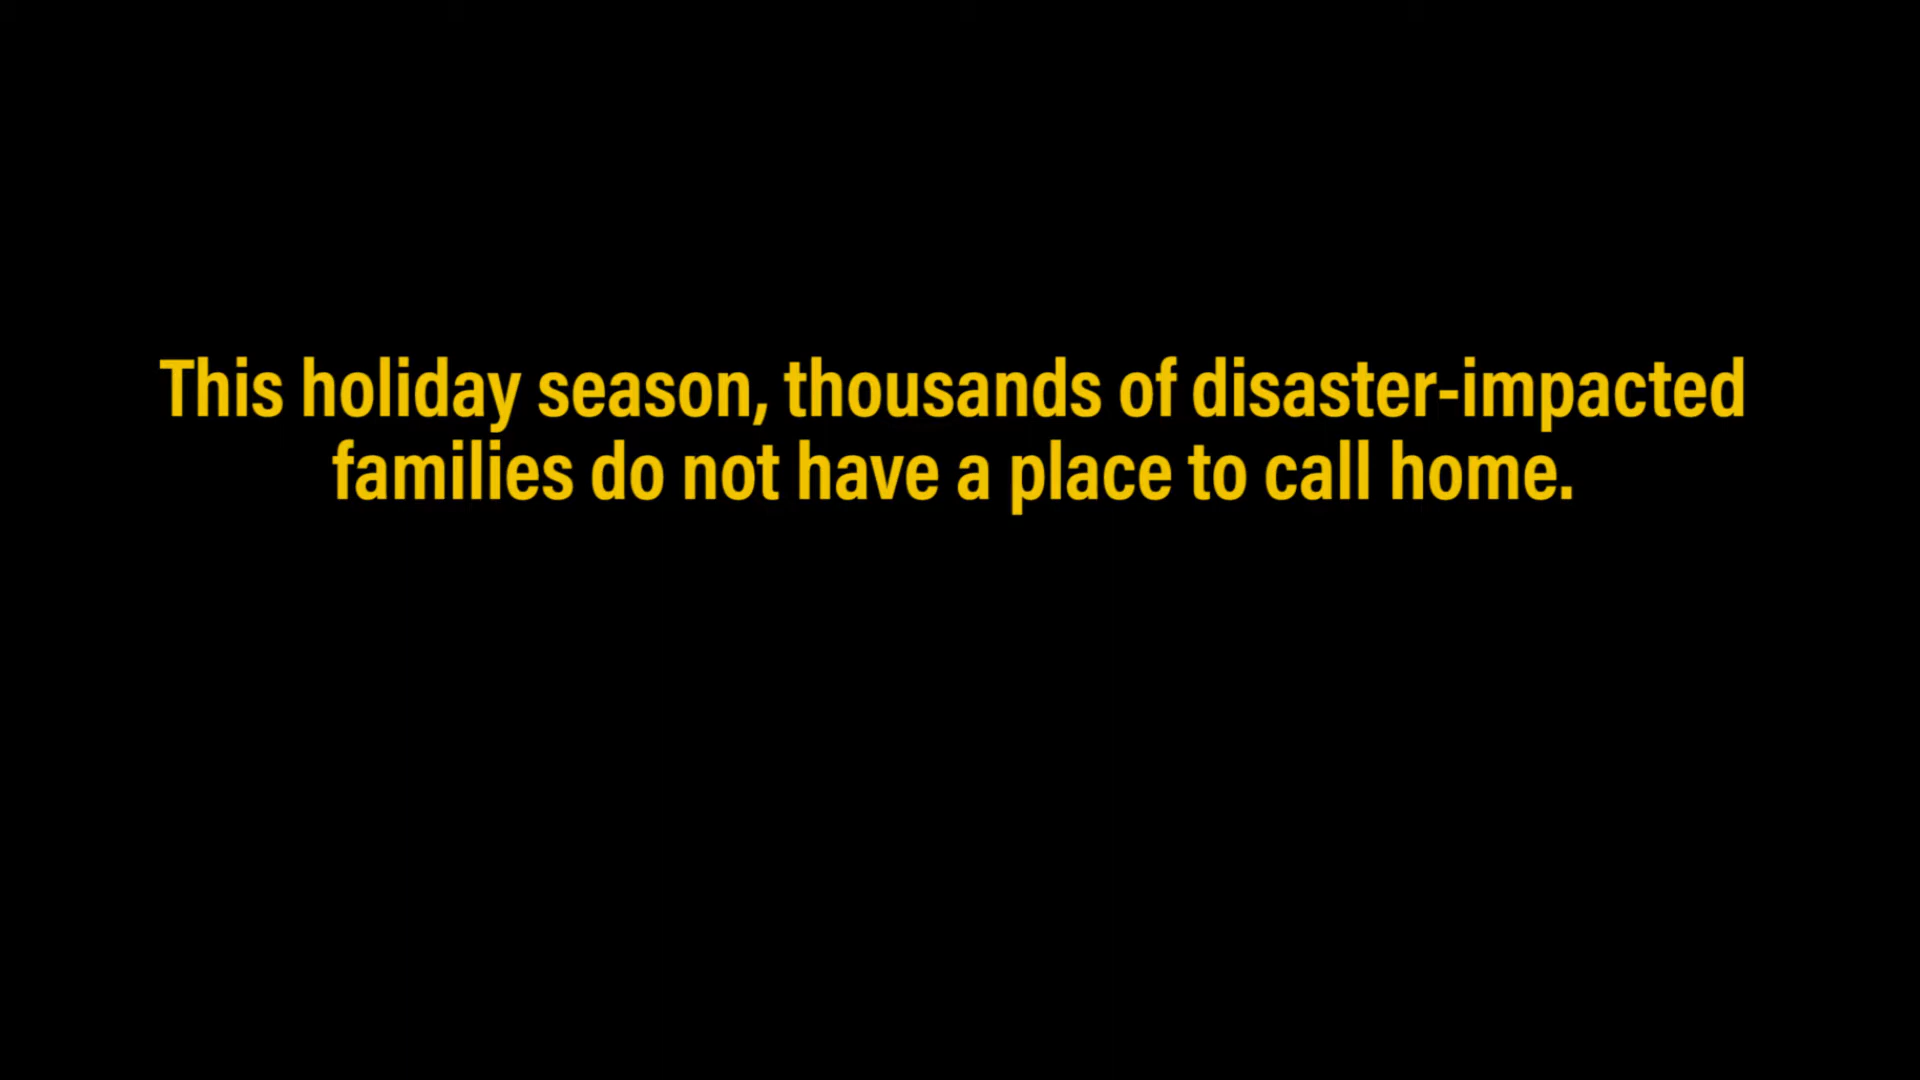 This holiday season, thousands of disaster-impacted
families do not have a place to call home.